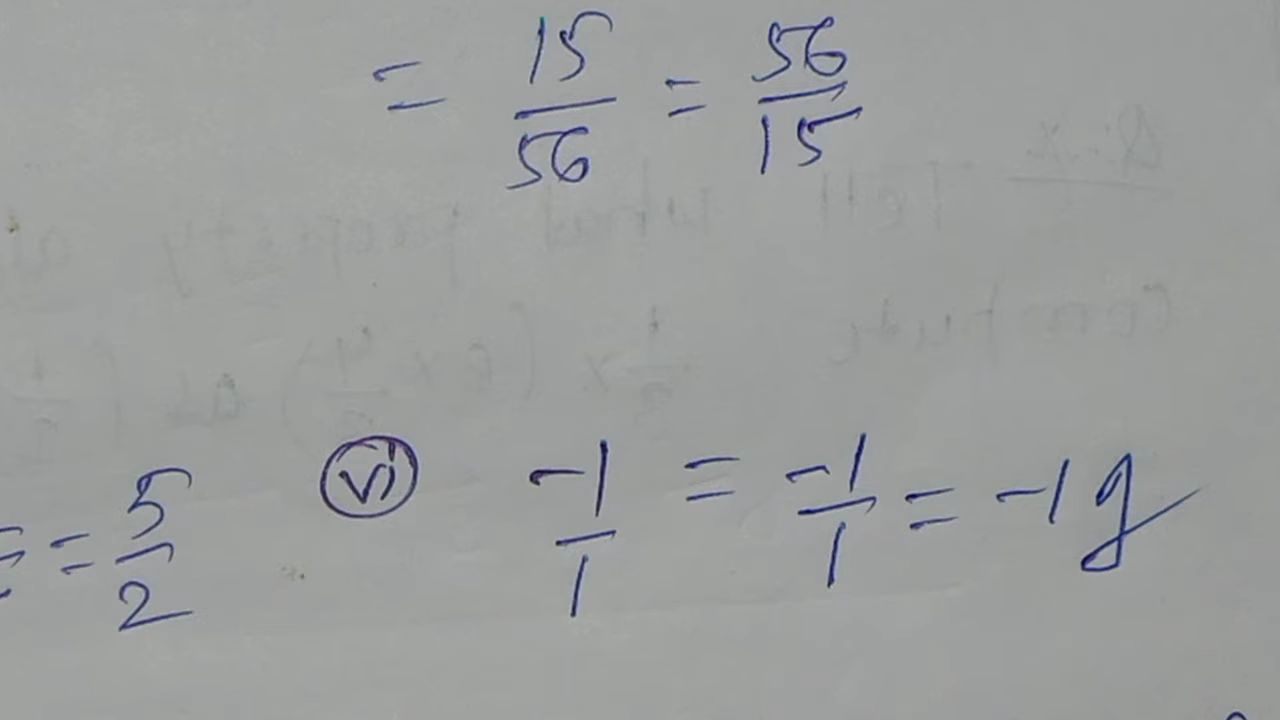 = 15/56 = 56/15
= 5/2 (vi) -1/1 = -1/1 = -1